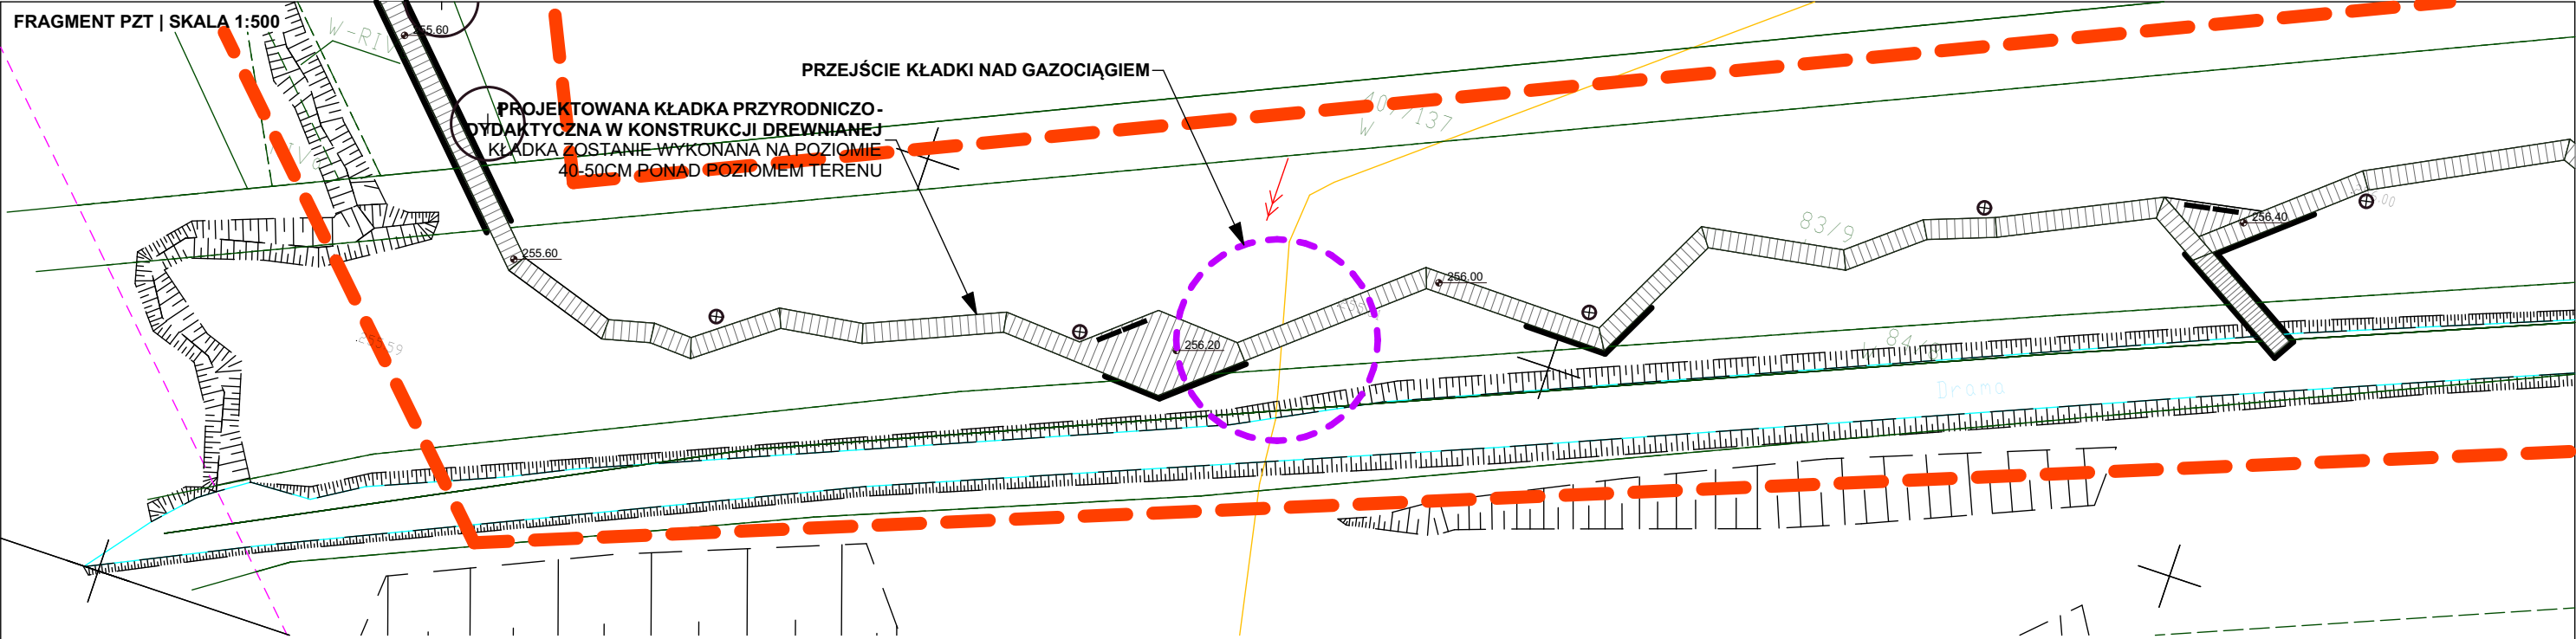 FRAGMENT PZT | SKALA 1:500
255.60
PRZEJŚCIE KŁADKI NAD GAZOCIĄGIEM
PROJEKTOWANA KŁADKA PRZYRODNICZO-
DYDAKTYCZNA W KONSTRUKCJI DREWNIANEJ
KŁADKA ZOSTANIE WYKONANA NA POZIOMIE
40-50CM PONAD POZIOMEM TERENU
W
83/9
256.40
255.60
256.00
256.20
Drama